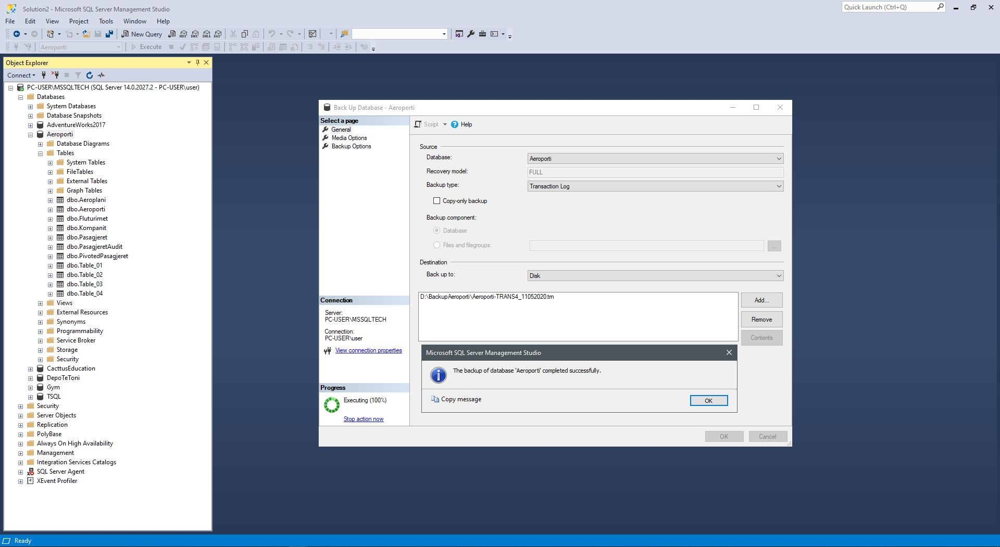 Solution2 - Microsoft SQL Server Management Studio
Quick Launch (Ctrl+Q)
File Edit View Project Tools Window Help
New Query
MDX DMX XMLA DAX
Aeroporti
Execute
Object Explorer
Connect
PC-USER\MSSQLTECH (SQL Server 14.0.2027.2 - PC-USER\user)
Databases
System Databases
Database Snapshots
AdventureWorks2017
Aeroporti
Database Diagrams
Tables
System Tables
FileTables
External Tables
Graph Tables
dbo.Aeroplani
dbo.Aeroporti
dbo.Fluturimet
dbo.Kompanit
dbo.Pasagjeret
dbo.PasagjeretAudit
dbo.PivotedPasagjeret
dbo.Table_01
dbo.Table_02
dbo.Table_03
dbo.Table_04
Views
External Resources
Synonyms
Programmability
Service Broker
Storage
Security
CacttusEducation
DepoTeToni
Gym
TSQL
Security
Server Objects
Replication
PolyBase
Always On High Availability
Management
Integration Services Catalogs
SQL Server Agent
XEvent Profiler
Back Up Database - Aeroporti
Select a page
General
Media Options
Backup Options
Connection
Server:
PC-USER\MSSQLTECH
Connection:
PC-USER\user
View connection properties
Progress
Executing (100%)
Stop action now
Script Help
Source
Database: Aeroporti
Recovery model: FULL
Backup type: Transaction Log
Copy-only backup
Backup component:
Database
Files and filegroups: ...
Destination
Back up to: Disk
D:\BackupAeroporti\Aeroporti-TRANS4_11052020.trn
Add...
Remove
Contents
Microsoft SQL Server Management Studio
The backup of database 'Aeroporti' completed successfully.
Copy message
OK
OK Cancel
Ready